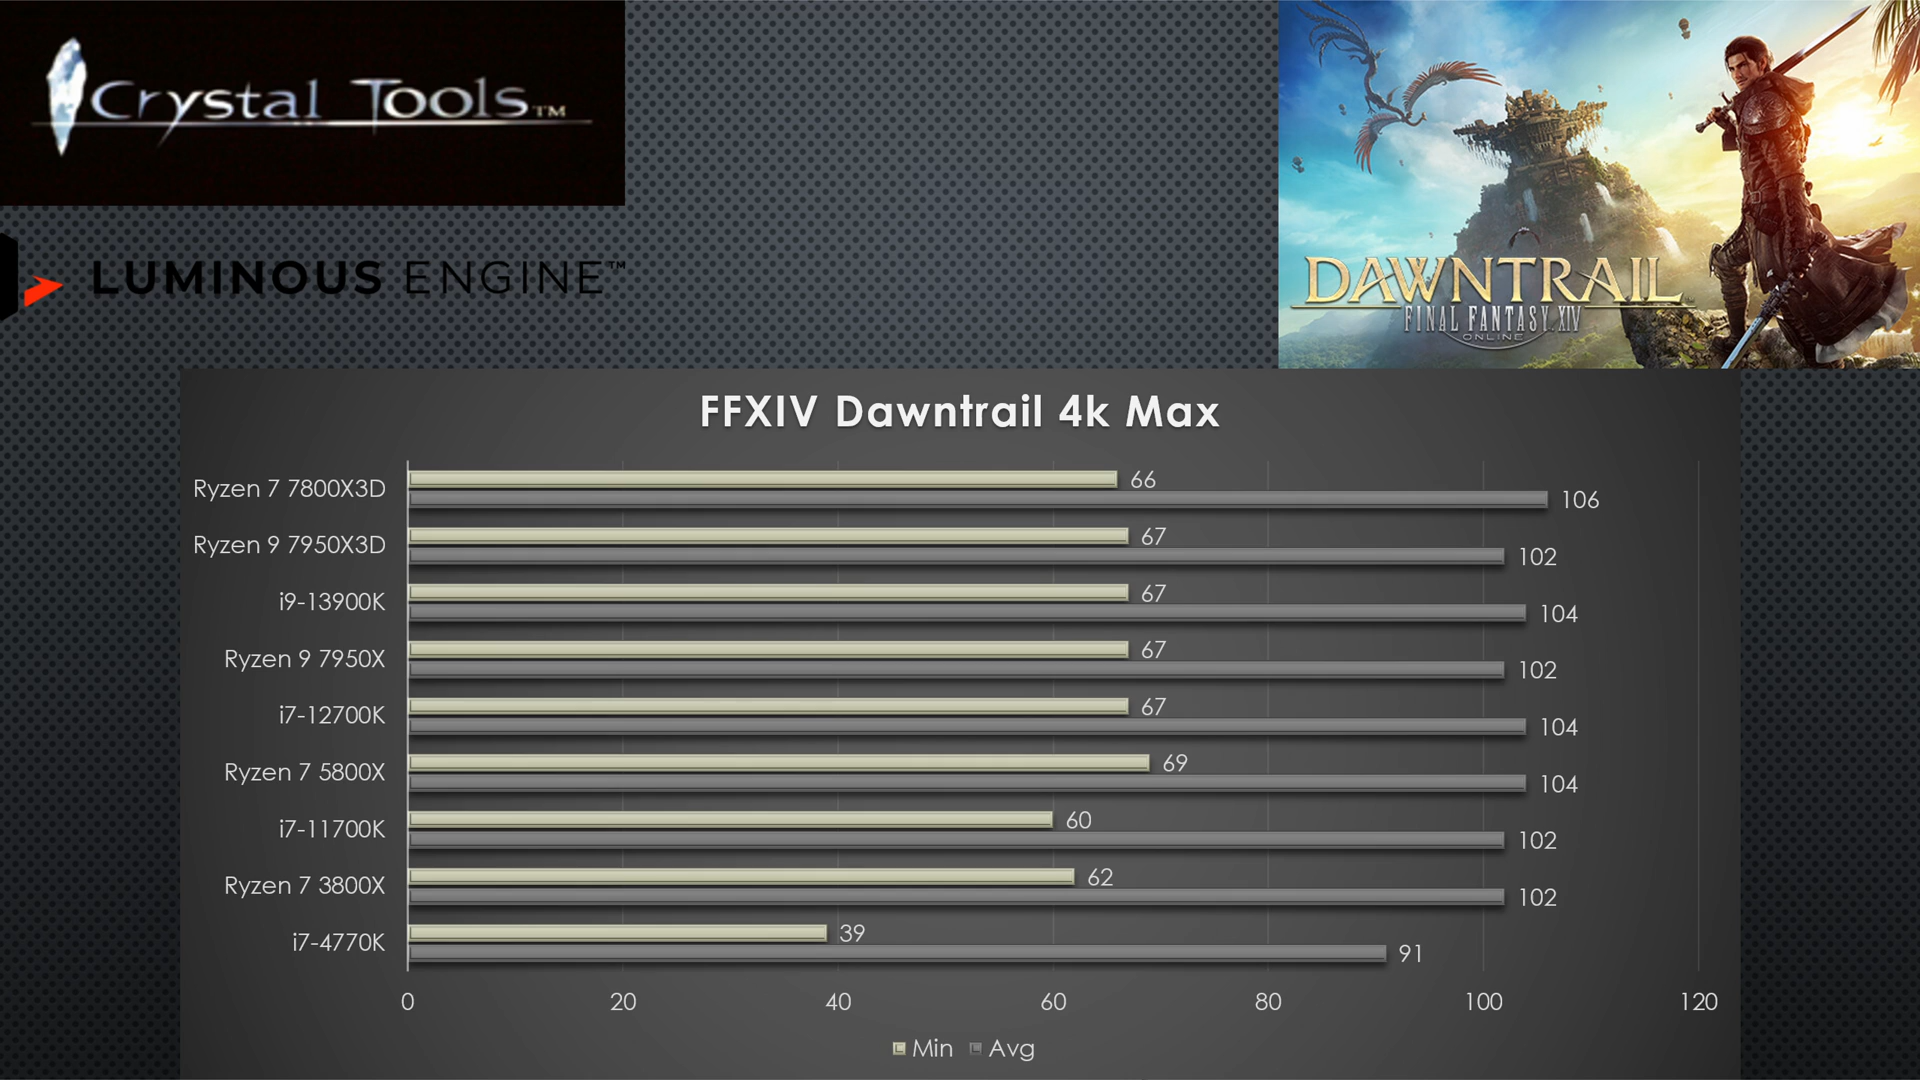 Crystal Tools™
LUMINOUS ENGINE™
DAWNTRAIL™
FINAL FANTASY XIV
ONLINE
FFXIV Dawntrail 4k Max
Ryzen 7 7800X3D 66 106
Ryzen 9 7950X3D 67 102
i9-13900K 67 104
Ryzen 9 7950X 67 102
i7-12700K 67 104
Ryzen 7 5800X 69 104
i7-11700K 60 102
Ryzen 7 3800X 62 102
i7-4770K 39 91
0 20 40 60 80 100 120
Min Avg